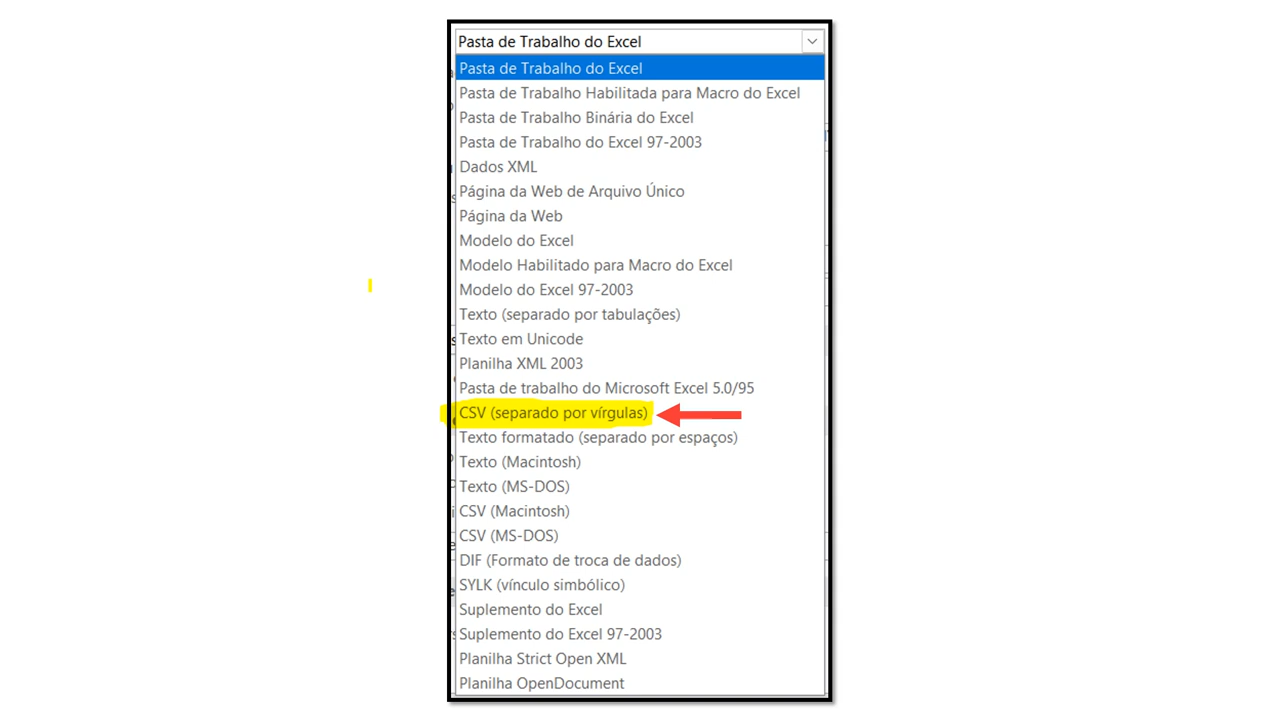 Pasta de Trabalho do Excel
Pasta de Trabalho do Excel
Pasta de Trabalho Habilitada para Macro do Excel
Pasta de Trabalho Binária do Excel
Pasta de Trabalho do Excel 97-2003
Dados XML
Página da Web de Arquivo Único
Página da Web
Modelo do Excel
Modelo Habilitado para Macro do Excel
Modelo do Excel 97-2003
Texto (separado por tabulações)
Texto em Unicode
Planilha XML 2003
Pasta de trabalho do Microsoft Excel 5.0/95
CSV (separado por vírgulas)
Texto formatado (separado por espaços)
Texto (Macintosh)
Texto (MS-DOS)
CSV (Macintosh)
CSV (MS-DOS)
DIF (Formato de troca de dados)
SYLK (vínculo simbólico)
Suplemento do Excel
Suplemento do Excel 97-2003
Planilha Strict Open XML
Planilha OpenDocument